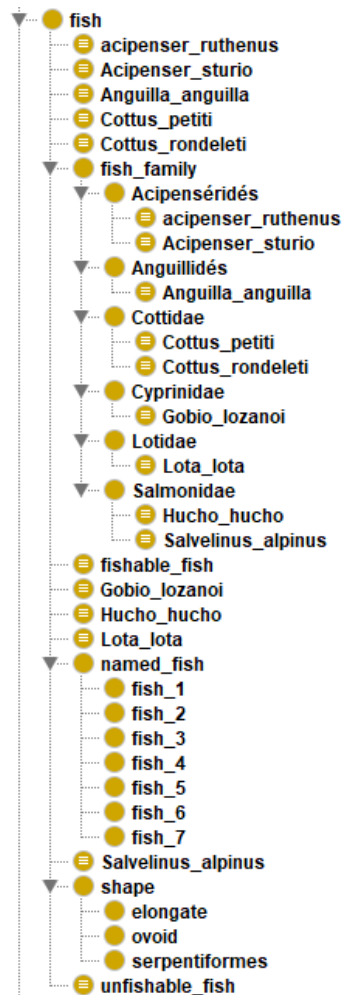 fish
acipenser_ruthenus
Acipenser_sturio
Anguilla_anguilla
Cottus_petiti
Cottus_rondeleti
fish_family
Acipenséridés
acipenser_ruthenus
Acipenser_sturio
Anguillidés
Anguilla_anguilla
Cottidae
Cottus_petiti
Cottus_rondeleti
Cyprinidae
Gobio_lozanoi
Lotidae
Lota_lota
Salmonidae
Hucho_hucho
Salvelinus_alpinus
fishable_fish
Gobio_lozanoi
Hucho_hucho
Lota_lota
named_fish
fish_1
fish_2
fish_3
fish_4
fish_5
fish_6
fish_7
Salvelinus_alpinus
shape
elongate
ovoid
serpentiformes
unfishable_fish